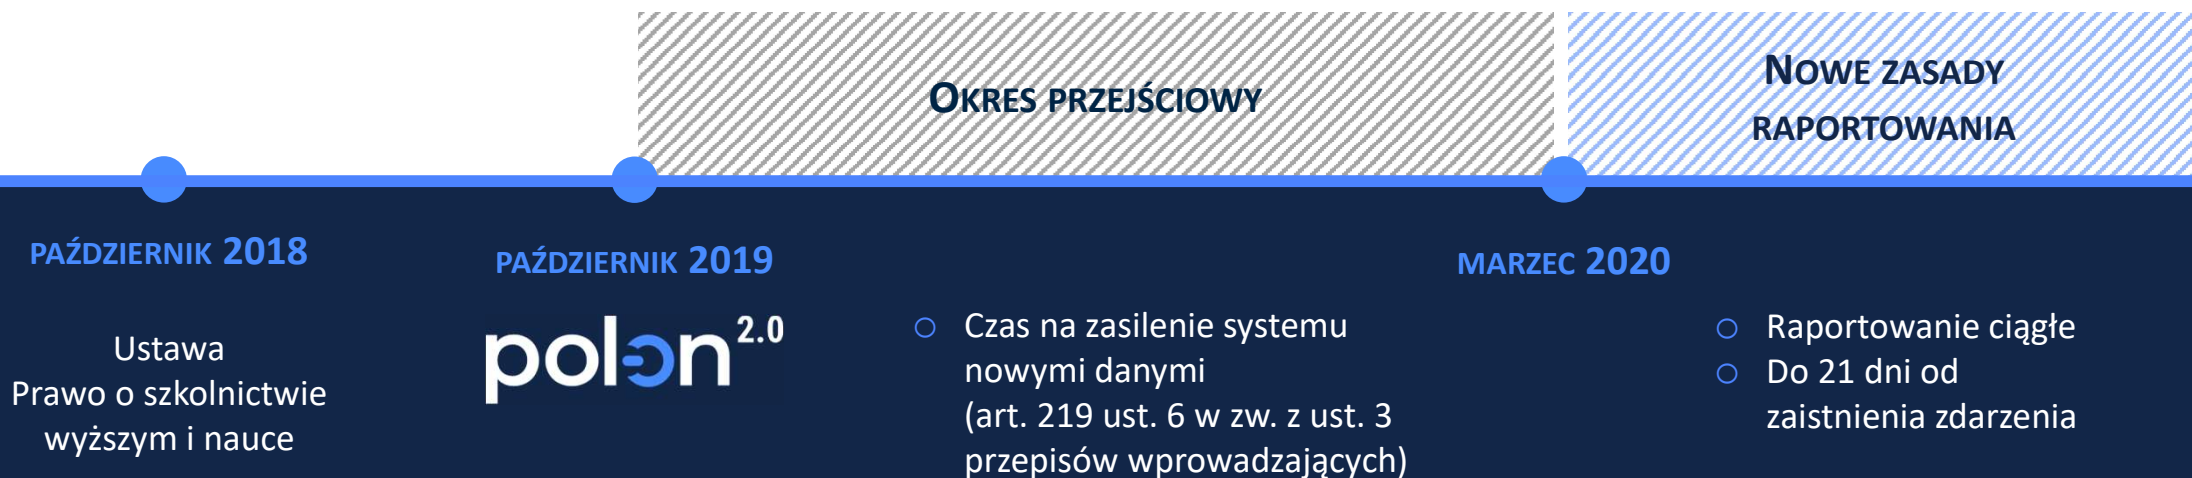 OKRES PRZEJŚCIOWY
NOWE ZASADY
RAPORTOWANIA
PAŹDZIERNIK 2018
Ustawa
Prawo o szkolnictwie
wyższym i nauce
PAŹDZIERNIK 2019
polon 2.0
○ Czas na zasilenie systemu
nowymi danymi
(art. 219 ust. 6 w zw. z ust. 3
przepisów wprowadzających)
MARZEC 2020
○ Raportowanie ciągłe
○ Do 21 dni od
zaistnienia zdarzenia